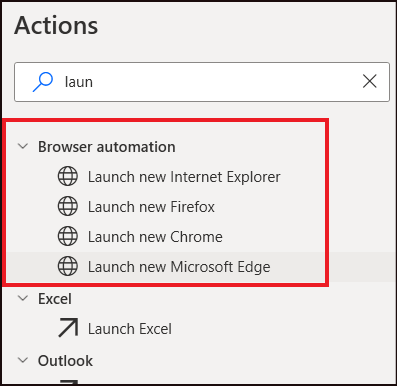 Actions
laun
Browser automation
Launch new Internet Explorer
Launch new Firefox
Launch new Chrome
Launch new Microsoft Edge
Excel
Launch Excel
Outlook